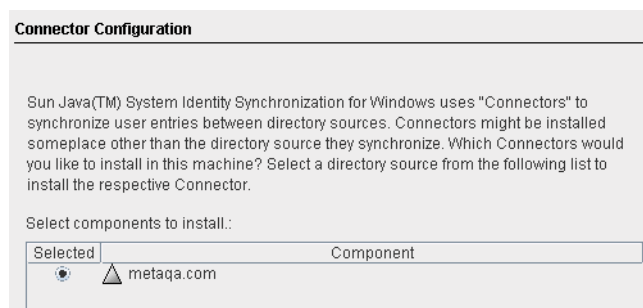 Connector Configuration
Sun Java(TM) System Identity Synchronization for Windows uses "Connectors" to
synchronize user entries between directory sources. Connectors might be installed
someplace other than the directory source they synchronize. Which Connectors would
you like to install in this machine? Select a directory source from the following list to
install the respective Connector.
Select components to install.:
Selected Component
metaqa.com